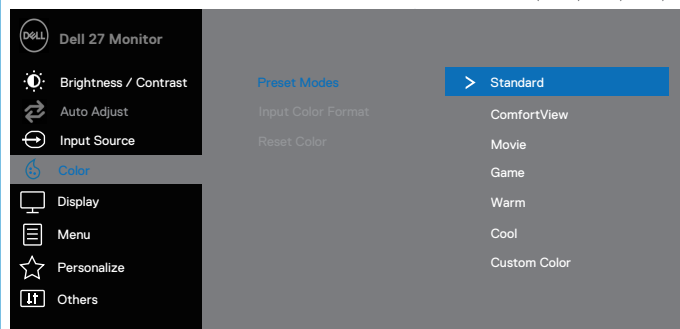 DELL Dell 27 Monitor
Brightness / Contrast Preset Modes Standard
Auto Adjust Input Color Format ComfortView
Input Source Reset Color Movie
Color Game
Display Warm
Menu Cool
Personalize Custom Color
Others